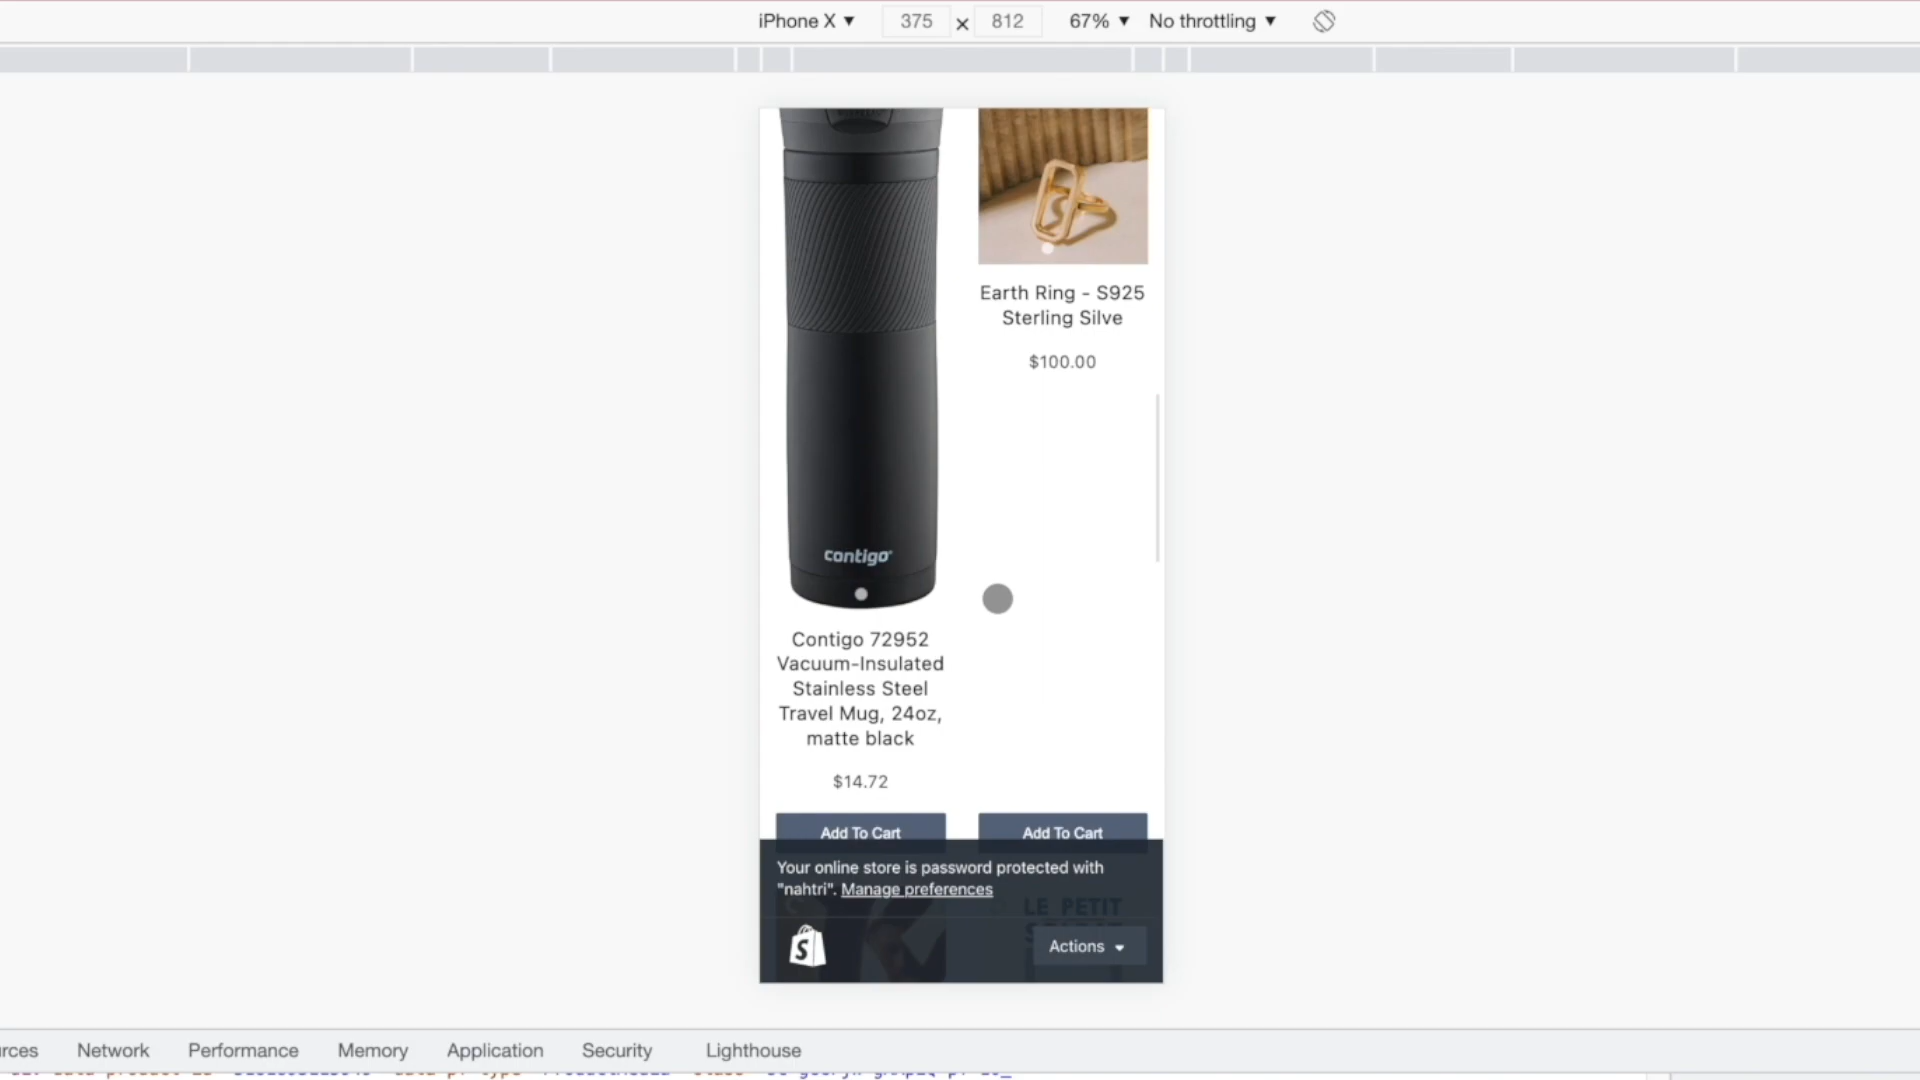 iPhone X ▼ 375 × 812 67% ▼ No throttling ▼
contigo
Earth Ring - S925
Sterling Silve
$100.00
Contigo 72952
Vacuum-Insulated
Stainless Steel
Travel Mug, 24oz,
matte black
$14.72
Add To Cart Add To Cart
Your online store is password protected with
"nahtri". Manage preferences
LE PETIT
Actions
rces Network Performance Memory Application Security Lighthouse